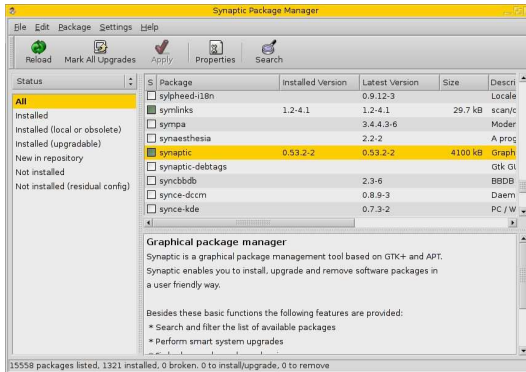 Synaptic Package Manager
File Edit Package Settings Help
Reload Mark All Upgrades Apply Properties Search
Status
All
Installed
Installed (local or obsolete)
Installed (upgradable)
New in repository
Not installed
Not installed (residual config)
S Package Installed Version Latest Version Size Descri
sylpheed-i18n 0.9.12-3 Locale
symlinks 1.2-4.1 1.2-4.1 29.7 kB scan/c
sympa 3.4.4.3-6 Moder
synaesthesia 2.2-2 A prog
synaptic 0.53.2-2 0.53.2-2 4100 kB Graph
synaptic-debtags Gtk GU
syncbbdb 2.3-6 BBDB
synce-dccm 0.8.9-3 Daem
synce-kde 0.7.3-2 PC / W
Graphical package manager
Synaptic is a graphical package management tool based on GTK+ and APT.
Synaptic enables you to install, upgrade and remove software packages in
a user friendly way.
Besides these basic functions the following features are provided:
* Search and filter the list of available packages
* Perform smart system upgrades
15558 packages listed, 1321 installed, 0 broken. 0 to install/upgrade, 0 to remove